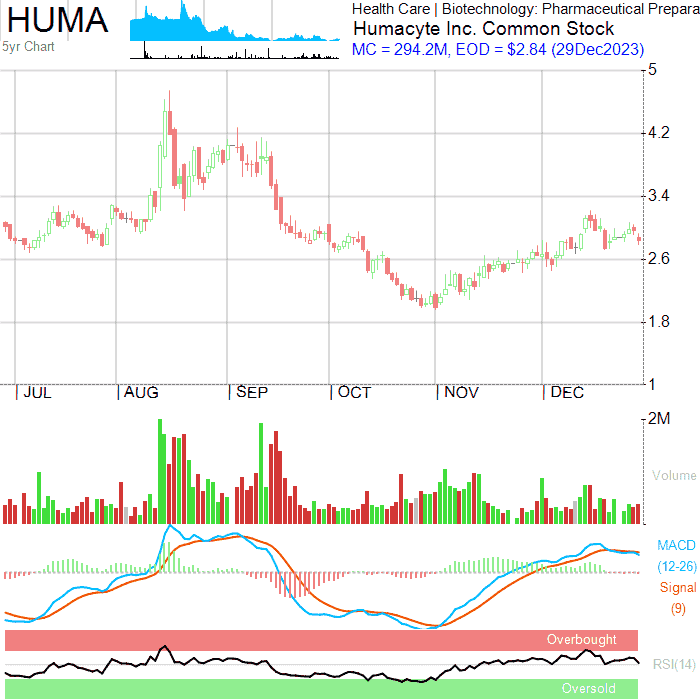 HUMA
5yr Chart
Health Care | Biotechnology: Pharmaceutical Prepara
Humacyte Inc. Common Stock
MC = 294.2M, EOD = $2.84 (29Dec2023)
5
4.2
3.4
2.6
1.8
1
JUL AUG SEP OCT NOV DEC
2M
Volume
MACD
(12-26)
Signal
(9)
Overbought
RSI(14)
Oversold